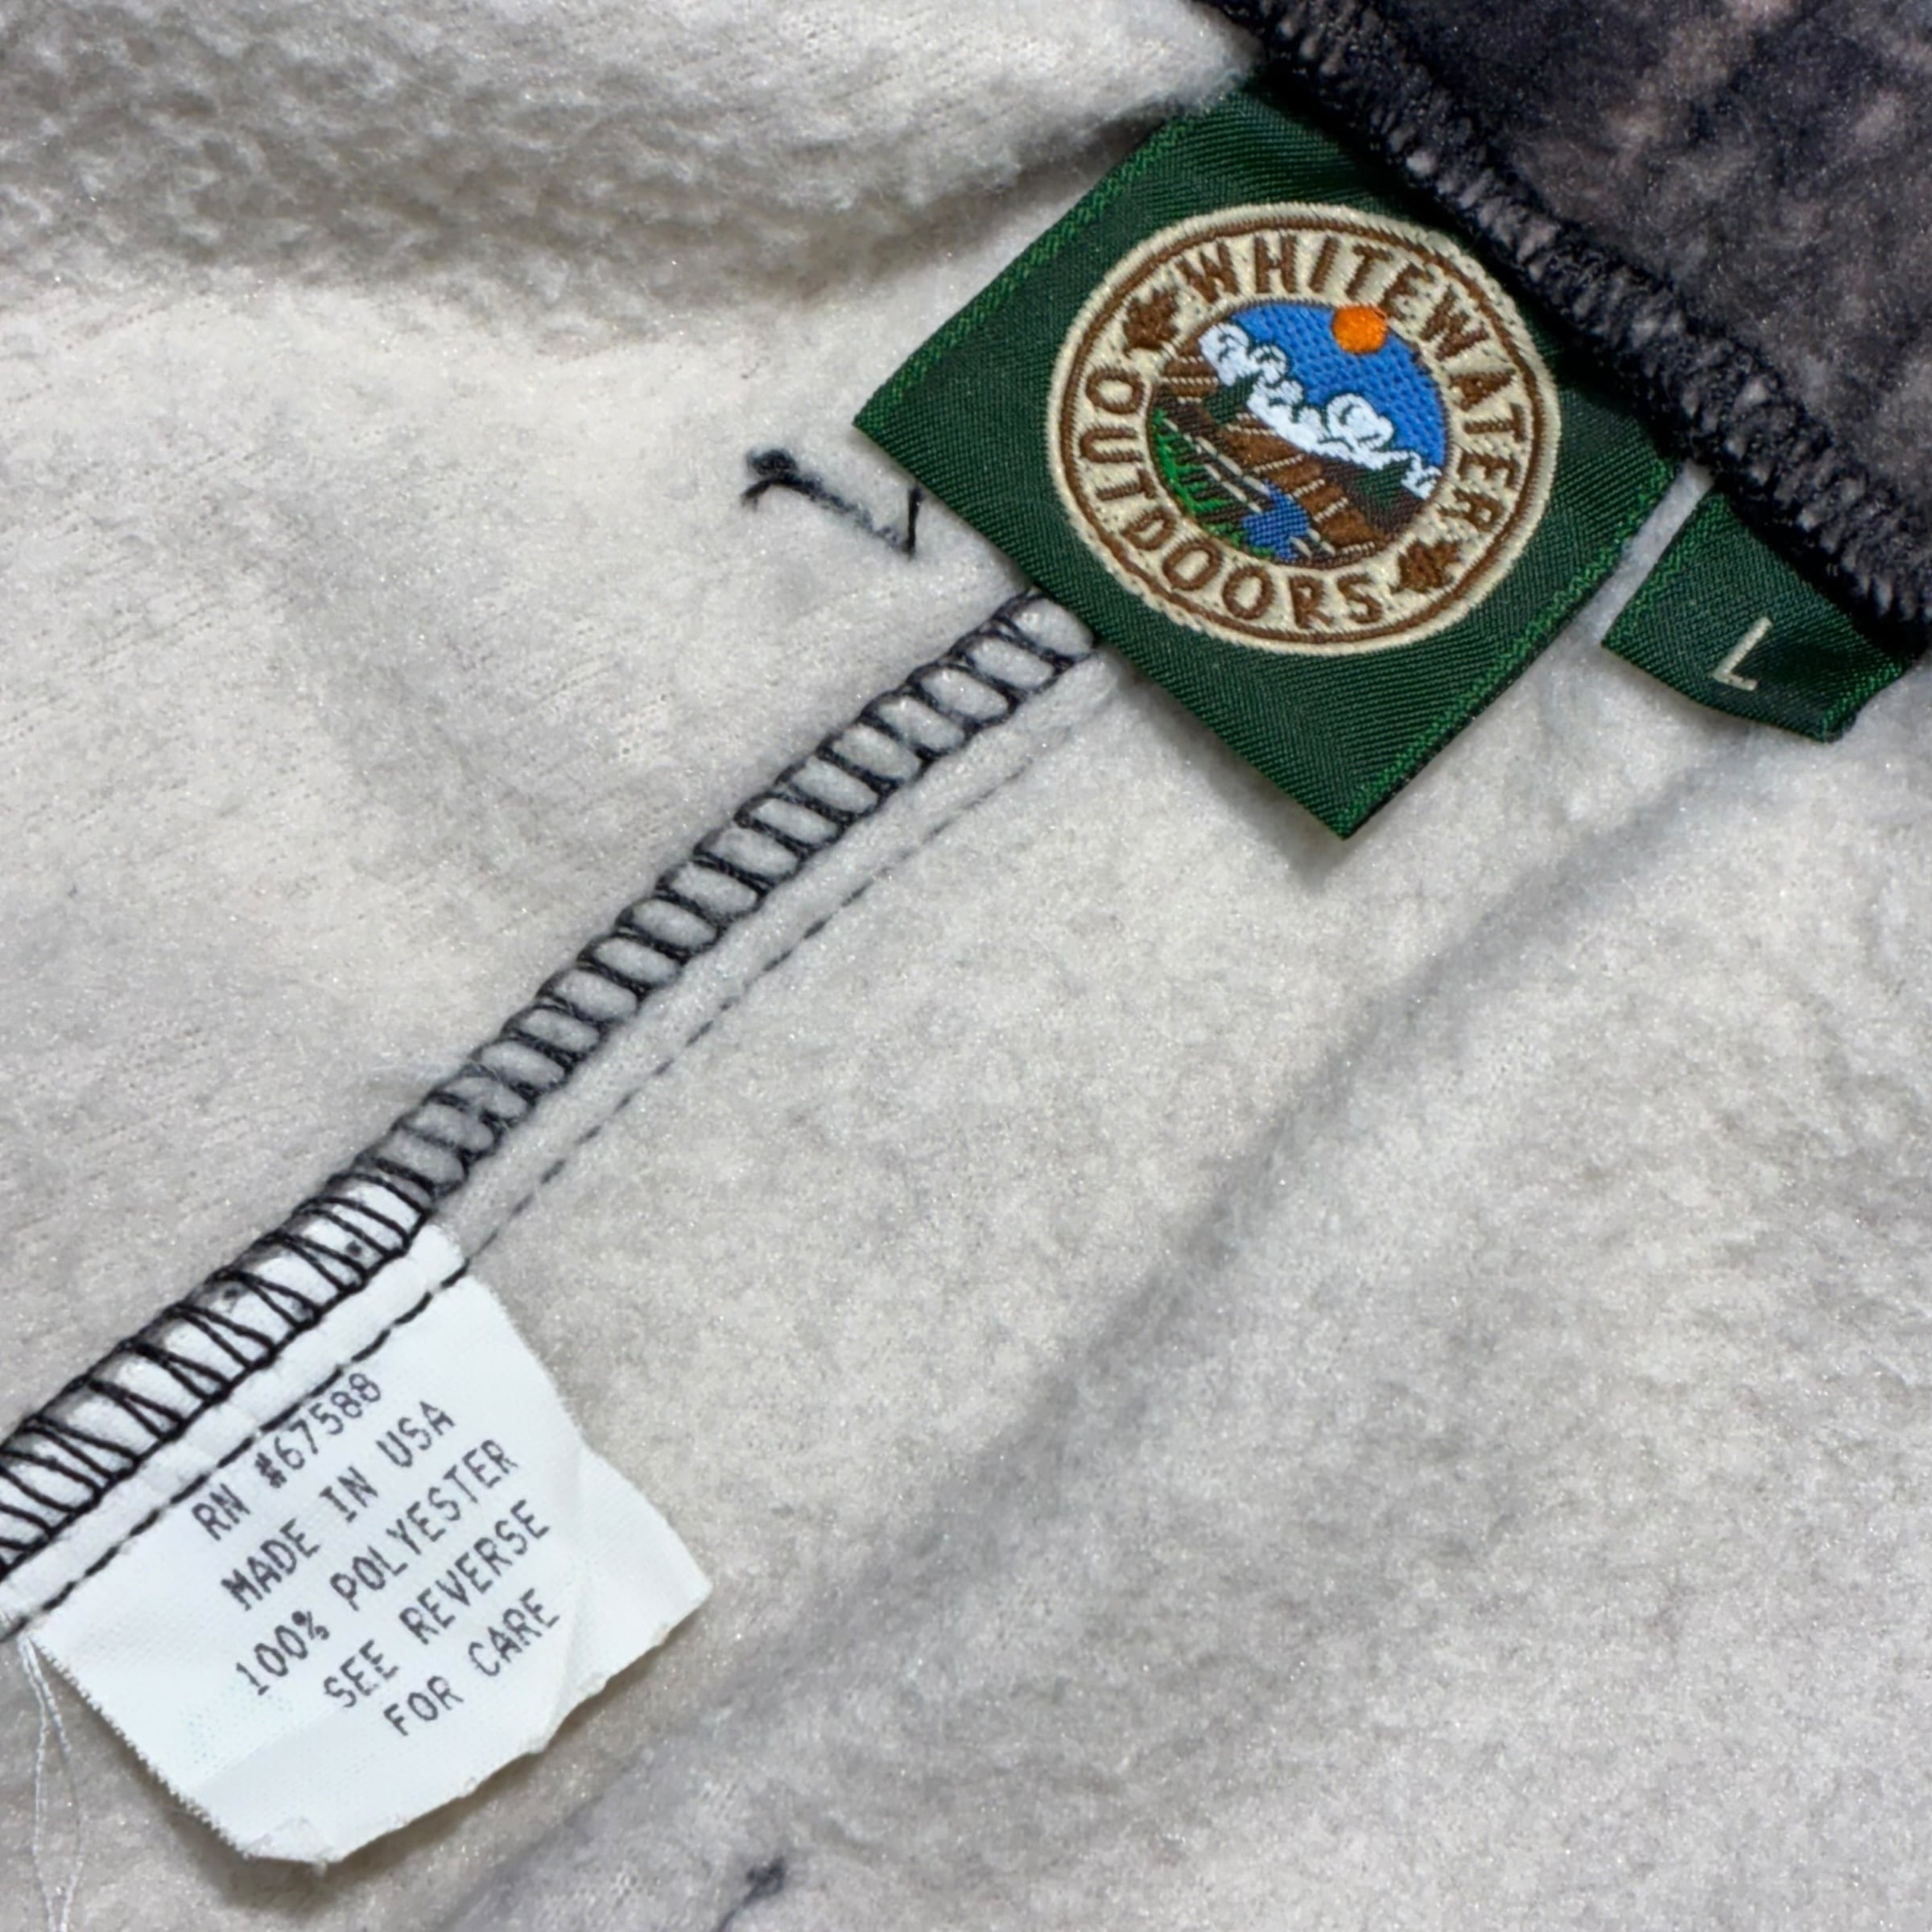 WHITEWATER
OUTDOORS
L
RN #67588
MADE IN USA
100% POLYESTER
SEE REVERSE
FOR CARE